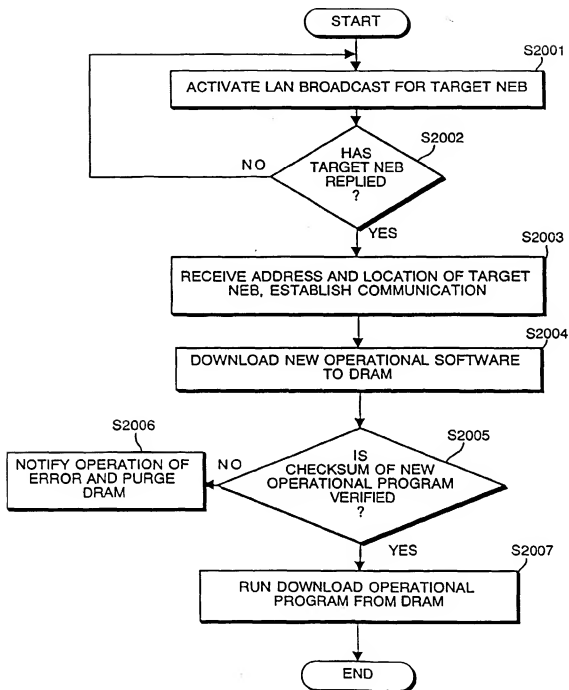 START
S2001
ACTIVATE LAN BROADCAST FOR TARGET NEB
S2002
HAS
TARGET NEB
REPLIED
?
NO
YES
S2003
RECEIVE ADDRESS AND LOCATION OF TARGET
NEB, ESTABLISH COMMUNICATION
S2004
DOWNLOAD NEW OPERATIONAL SOFTWARE
TO DRAM
S2006
NOTIFY OPERATION OF
ERROR AND PURGE
DRAM
NO
S2005
IS
CHECKSUM OF NEW
OPERATIONAL PROGRAM
VERIFIED
?
YES
S2007
RUN DOWNLOAD OPERATIONAL
PROGRAM FROM DRAM
END